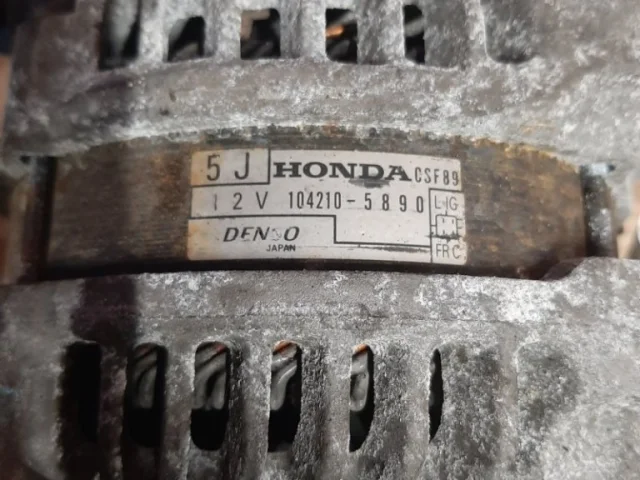 5J HONDA CSF89
12V 104210-5890 L IG
DENSO
JAPAN
FR C